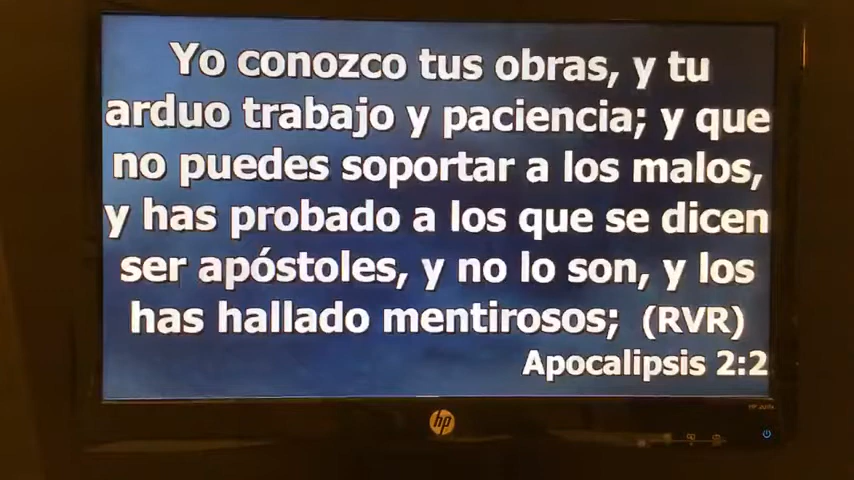 Yo conozco tus obras, y tu
arduo trabajo y paciencia; y que
no puedes soportar a los malos,
y has probado a los que se dicen
ser apóstoles, y no lo son, y los
has hallado mentirosos; (RVR)
Apocalipsis 2:2
hp